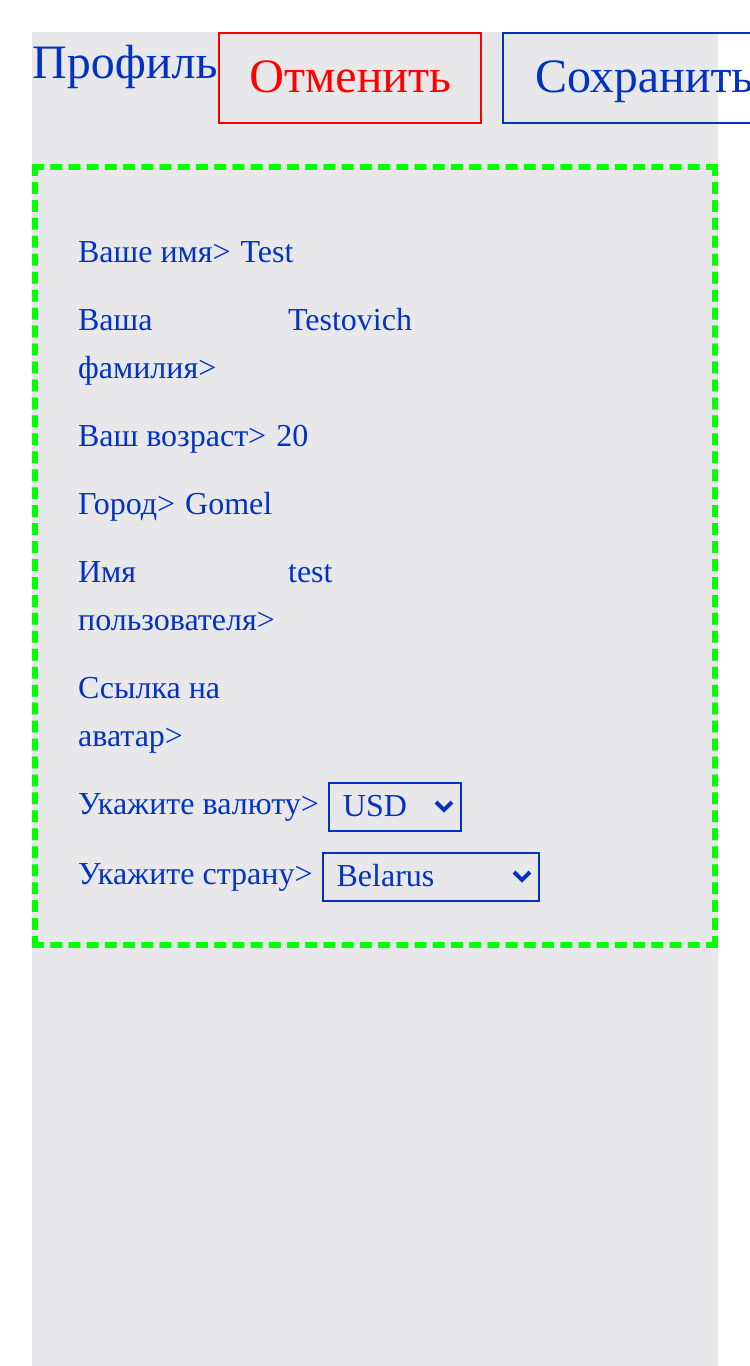 Профиль Отменить Сохранить
Ваше имя> Test
Ваша Testovich
фамилия>
Ваш возраст> 20
Город> Gomel
Имя test
пользователя>
Ссылка на
аватар>
Укажите валюту> USD
Укажите страну> Belarus